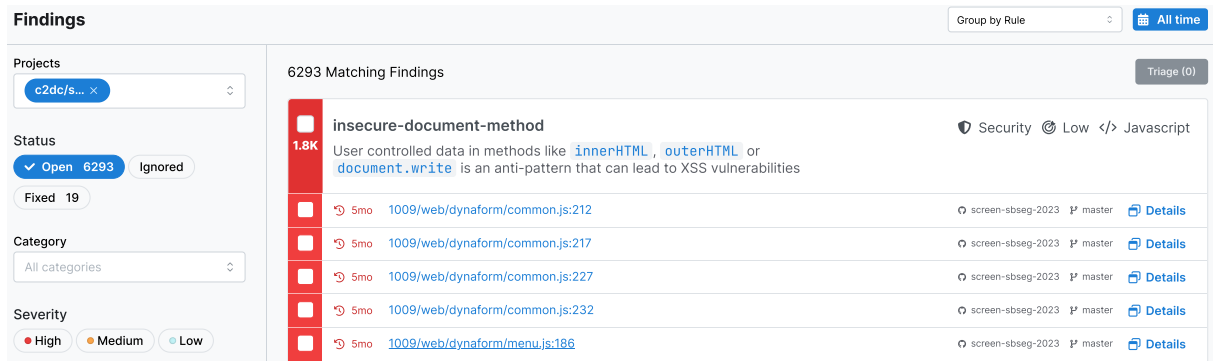 Findings
Group by Rule
All time
Projects
c2dc/s... ×
Status
Open 6293
Ignored
Fixed 19
Category
All categories
Severity
High
Medium
Low
6293 Matching Findings
Triage (0)
1.8K
insecure-document-method
User controlled data in methods like innerHTML, outerHTML or
document.write is an anti-pattern that can lead to XSS vulnerabilities
Security
Low
</> Javascript
5mo 1009/web/dynaform/common.js:212 screen-sbseg-2023 master Details
5mo 1009/web/dynaform/common.js:217 screen-sbseg-2023 master Details
5mo 1009/web/dynaform/common.js:227 screen-sbseg-2023 master Details
5mo 1009/web/dynaform/common.js:232 screen-sbseg-2023 master Details
5mo 1009/web/dynaform/menu.js:186 screen-sbseg-2023 master Details